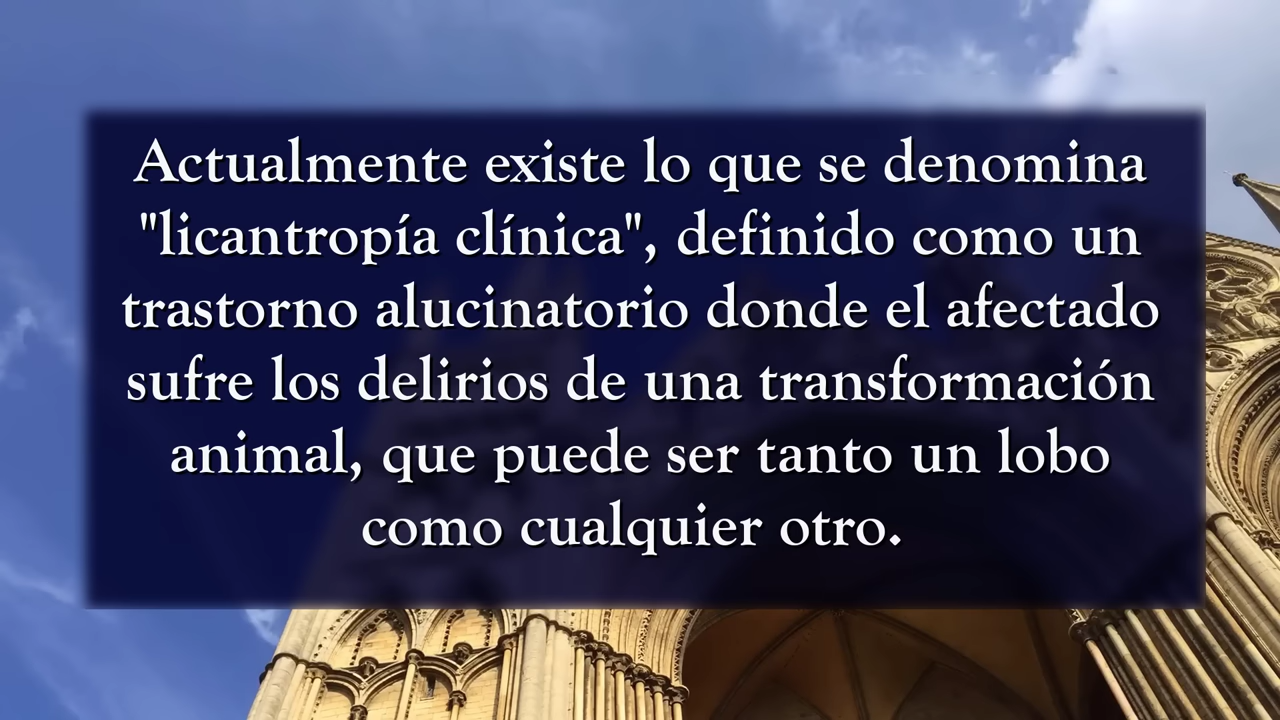 Actualmente existe lo que se denomina
"licantropía clínica", definido como un
trastorno alucinatorio donde el afectado
sufre los delirios de una transformación
animal, que puede ser tanto un lobo
como cualquier otro.